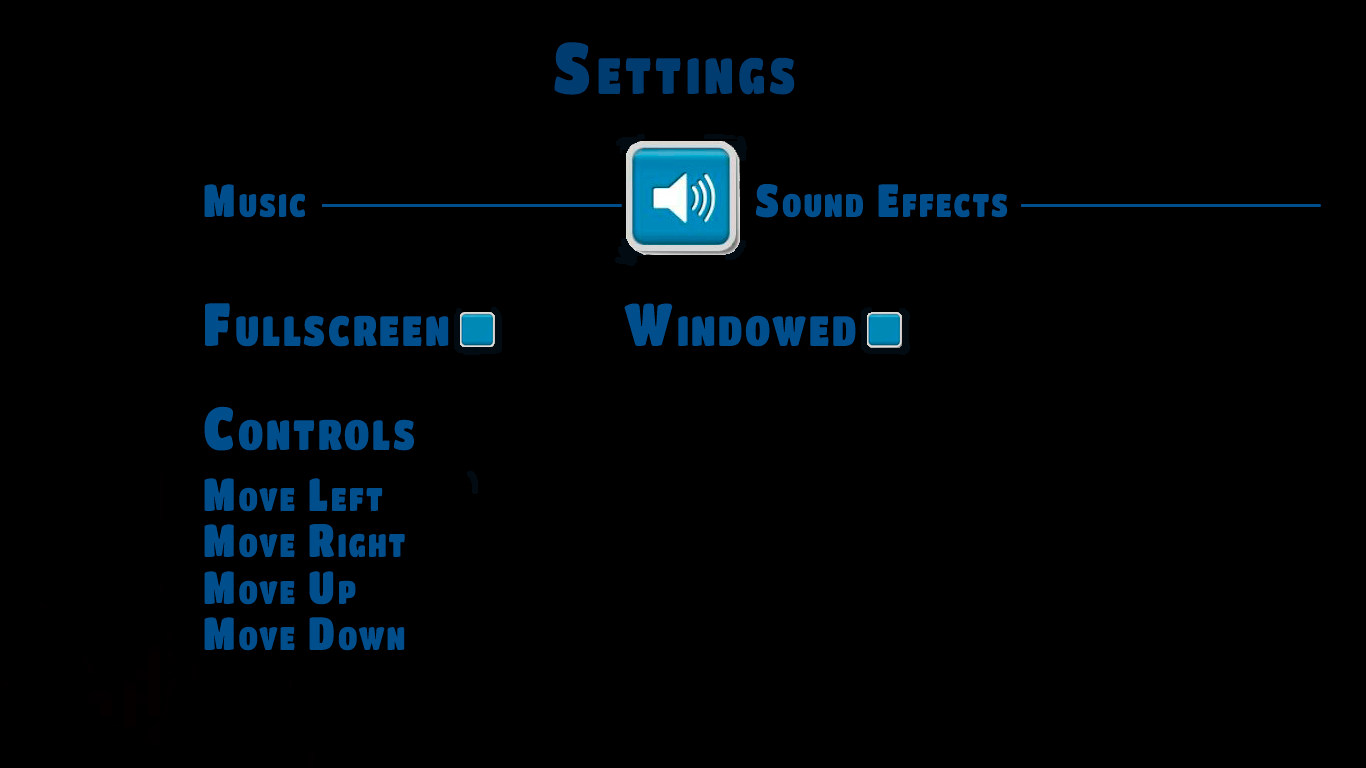 Settings
Music Sound Effects
Fullscreen Windowed
Controls
Move Left
Move Right
Move Up
Move Down